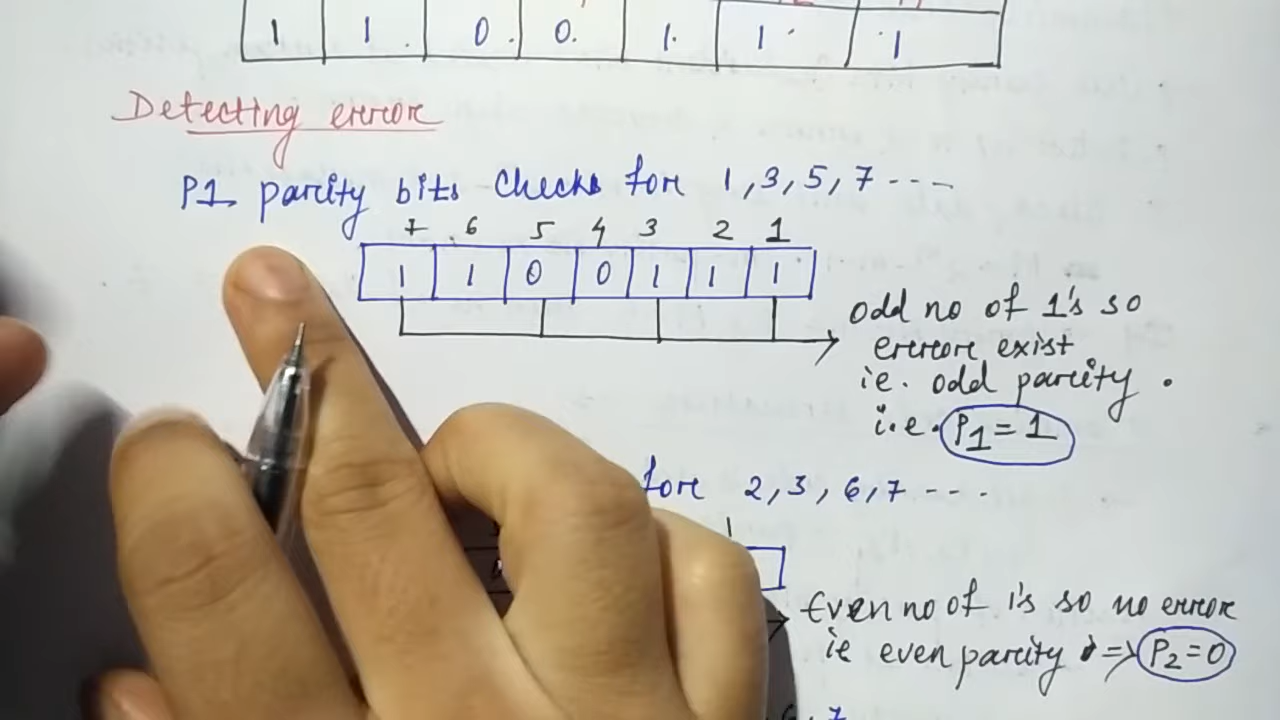 1 1 0 0 1 1 1
Detecting error
P1 parity bits checks for 1, 3, 5, 7 ---
7 6 5 4 3 2 1
1 1 0 0 1 1 1
odd no of 1's so
error exist
ie. odd parity.
i.e. P1 = 1
for 2, 3, 6, 7 ---
Even no of 1's so no error
ie even parity => P2 = 0